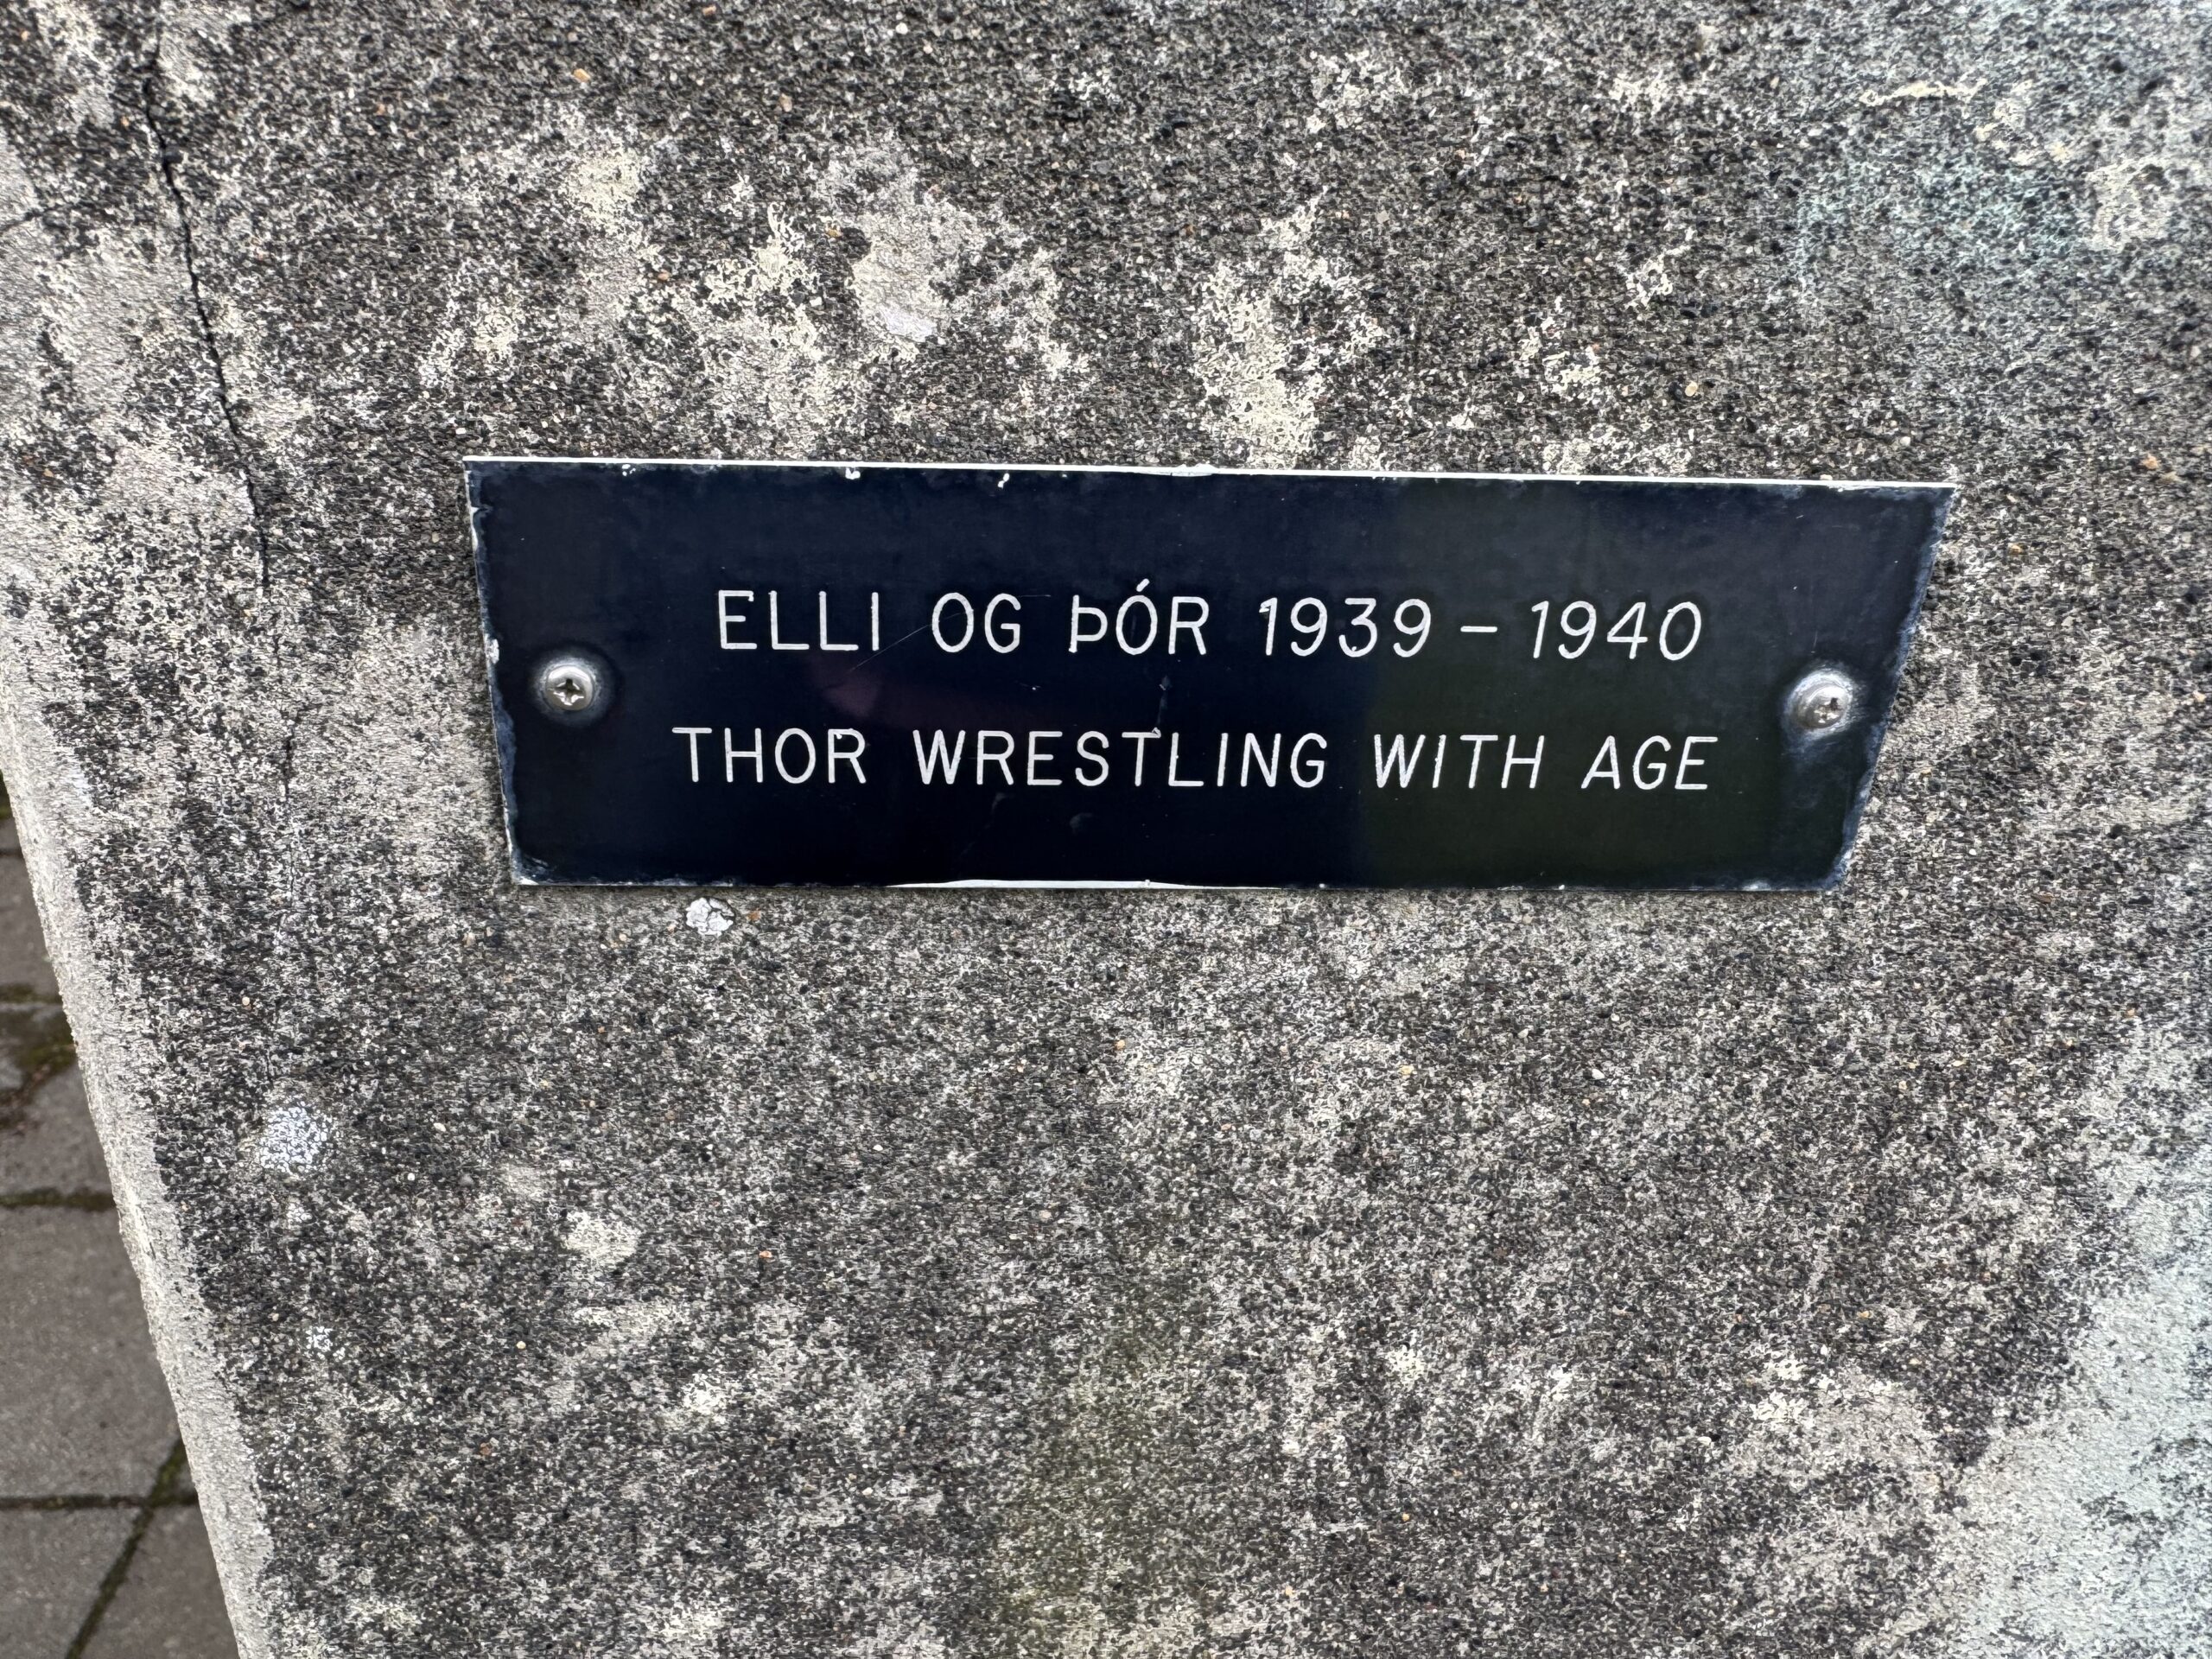 ELLI OG ÞÓR 1939 – 1940
THOR WRESTLING WITH AGE